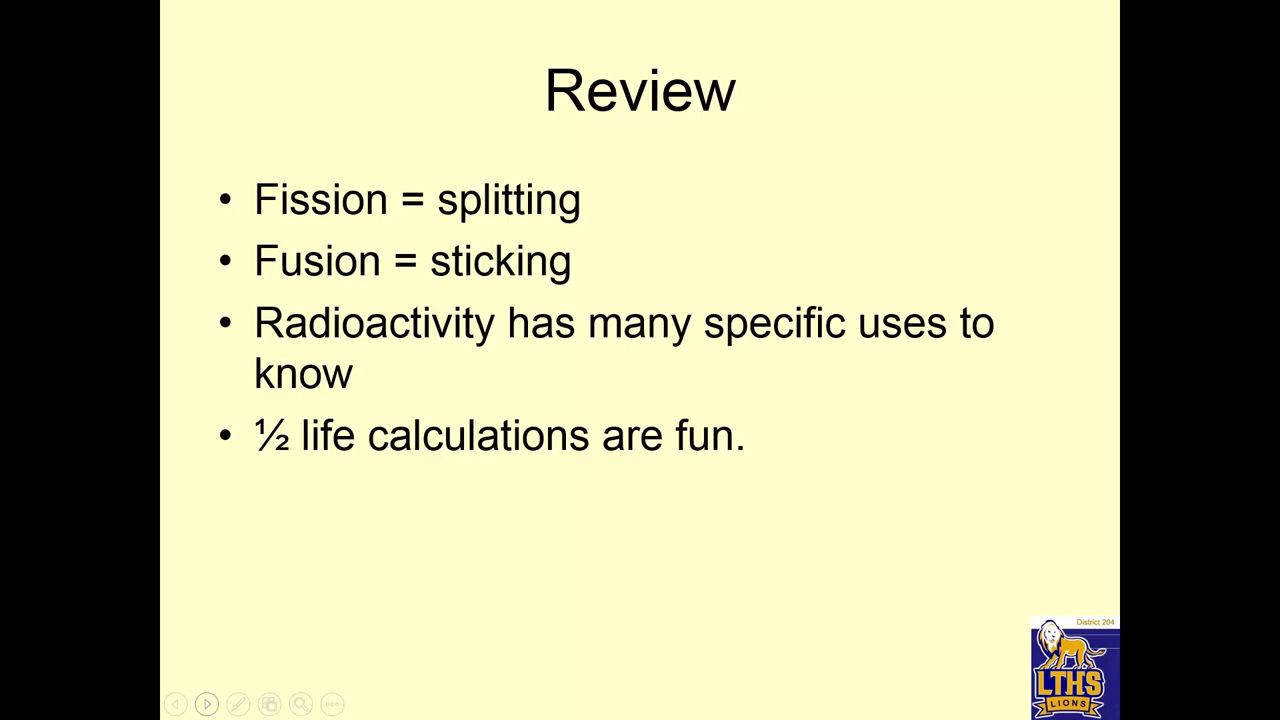 Review
• Fission = splitting
• Fusion = sticking
• Radioactivity has many specific uses to
know
• ½ life calculations are fun.
District 204
LTHS
LIONS